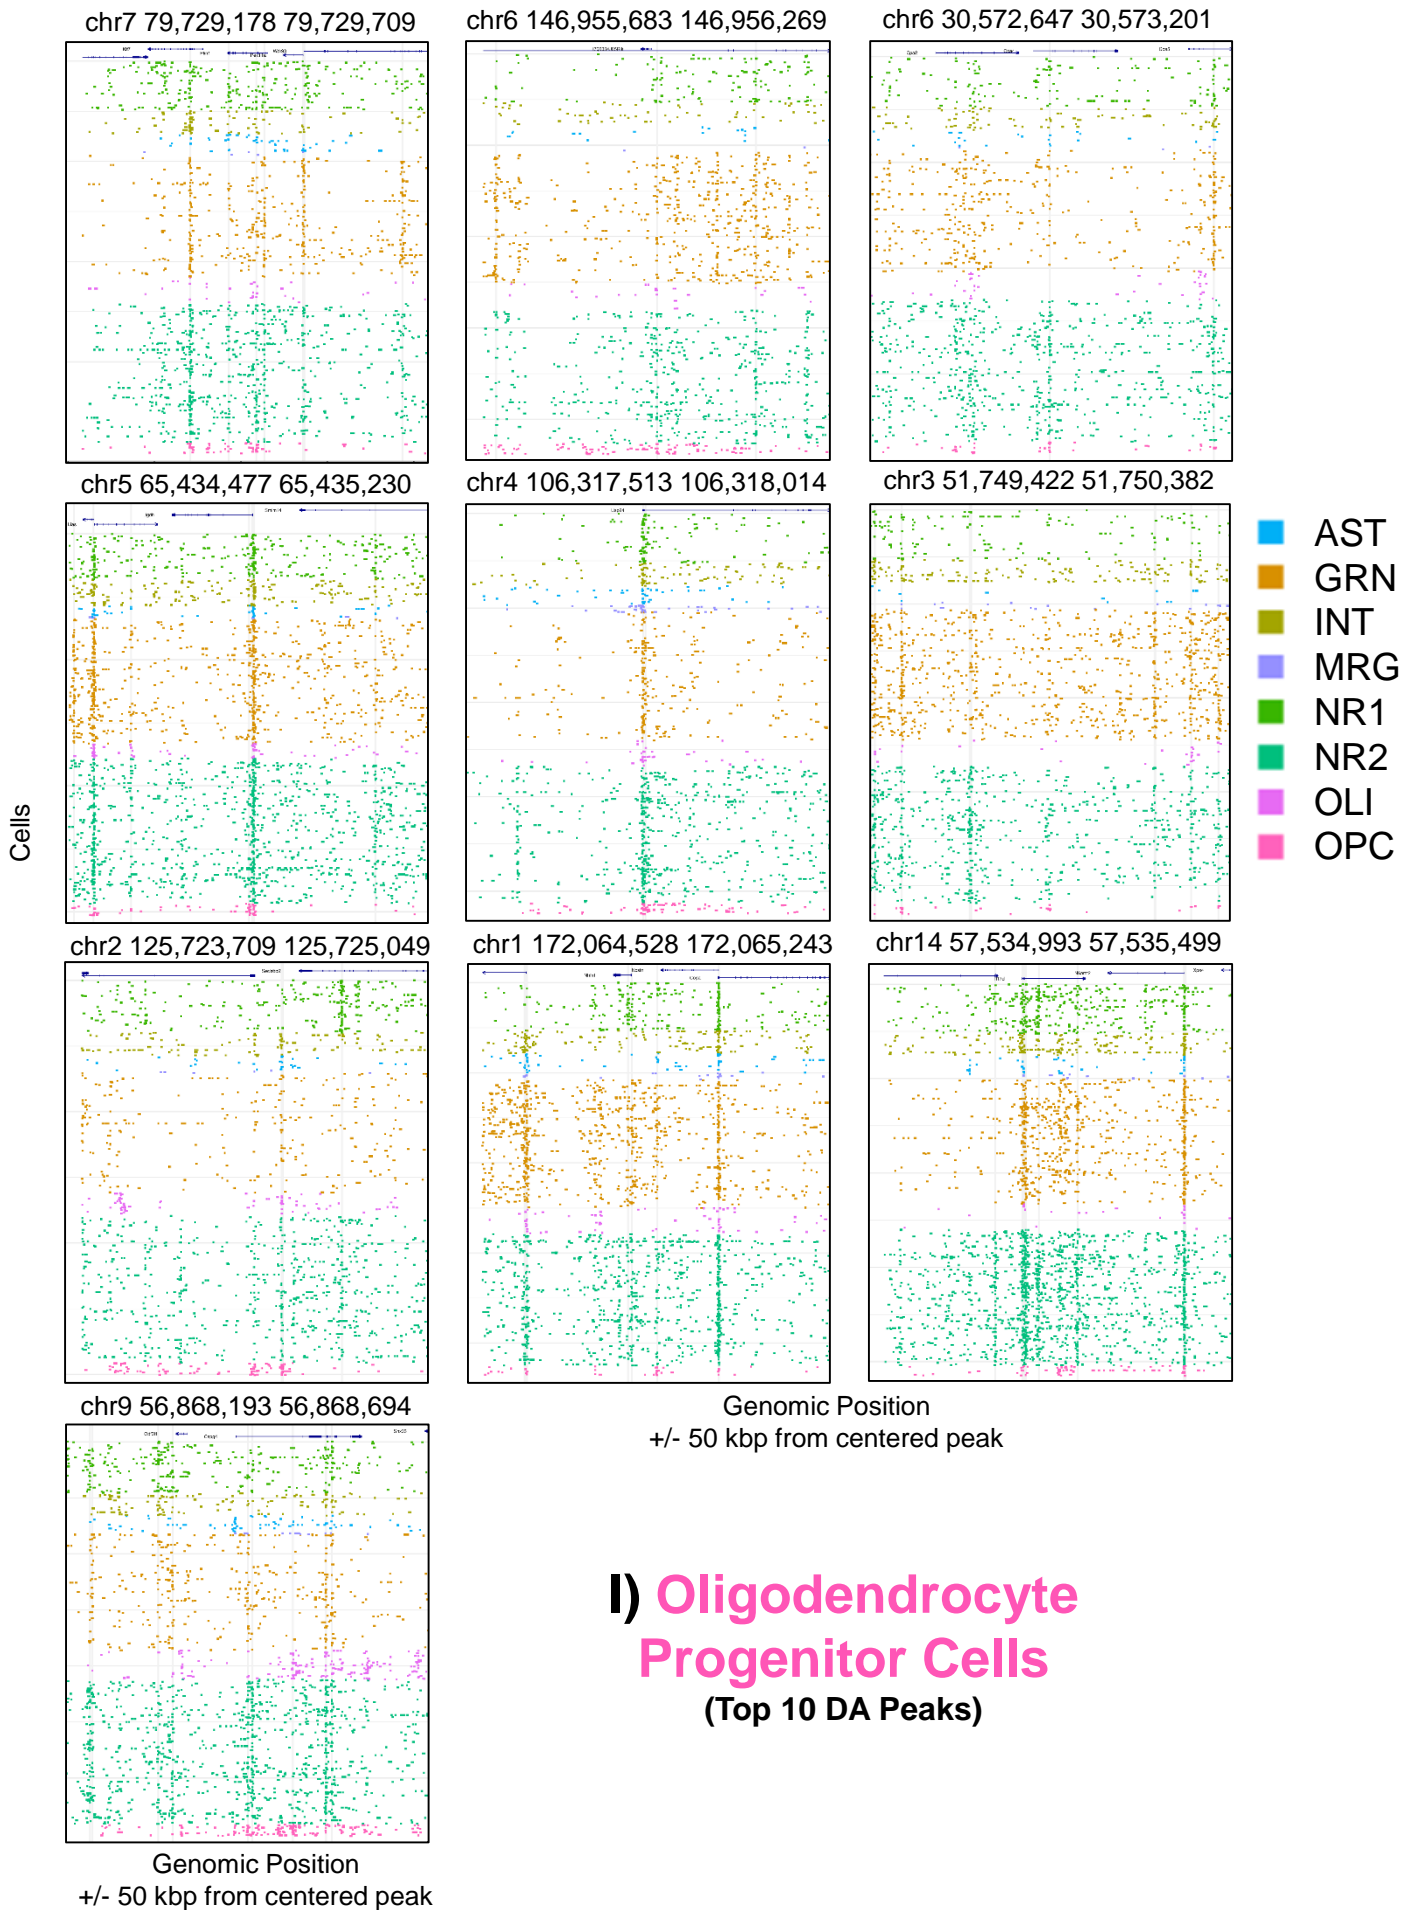 chr7 79,729,178 79,729,709
chr6 146,955,683 146,956,269
chr6 30,572,647 30,573,201
chr5 65,434,477 65,435,230
chr4 106,317,513 106,318,014
chr3 51,749,422 51,750,382
AST
GRN
INT
MRG
NR1
NR2
OLI
OPC
Cells
chr2 125,723,709 125,725,049
chr1 172,064,528 172,065,243
chr14 57,534,993 57,535,499
chr9 56,868,193 56,868,694
Genomic Position
+/- 50 kbp from centered peak
I) Oligodendrocyte
Progenitor Cells
(Top 10 DA Peaks)
Genomic Position
+/- 50 kbp from centered peak